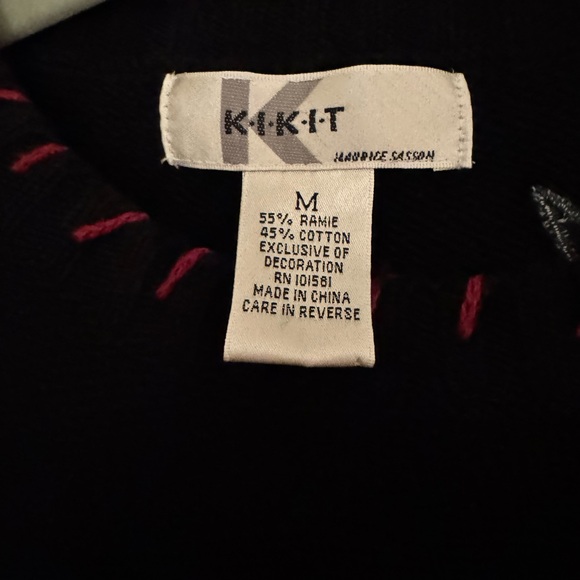 K·I·K·I·T
MAURICE SASSON
M
55% RAMIE
45% COTTON
EXCLUSIVE OF
DECORATION
RN 101581
MADE IN CHINA
CARE IN REVERSE